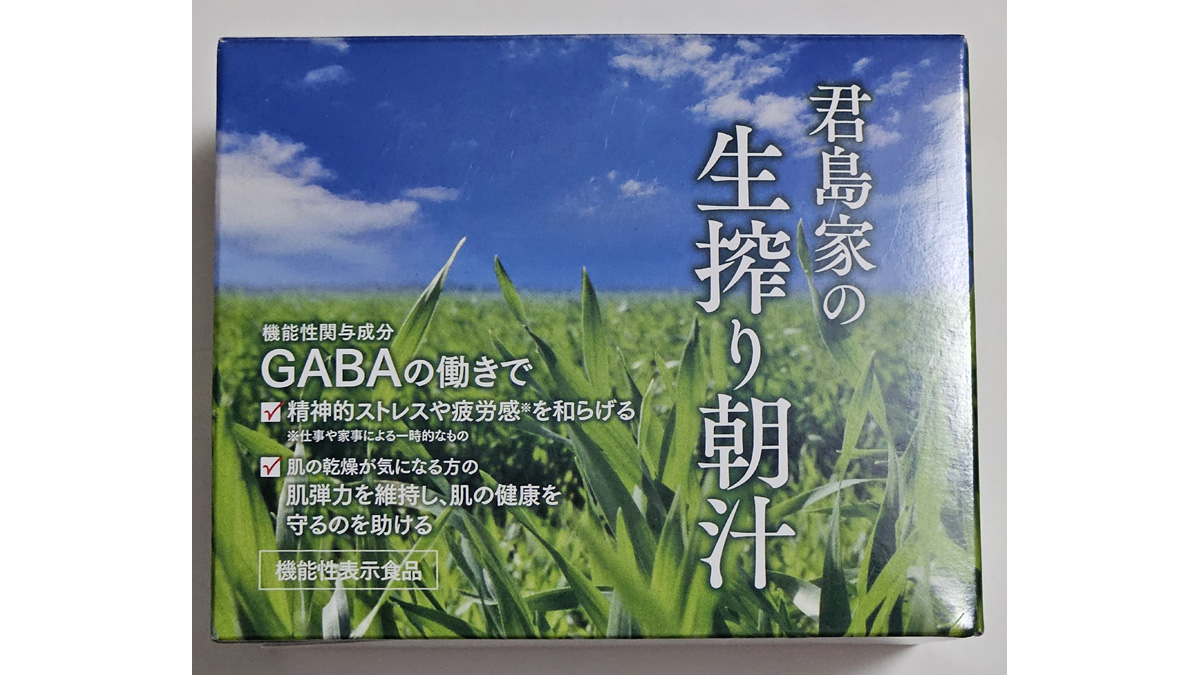 君島家の
生搾り朝汁
機能性関与成分
GABAの働きで
精神的ストレスや疲労感※を和らげる
※仕事や家事による一時的なもの
肌の乾燥が気になる方の
肌弾力を維持し、肌の健康を
守るのを助ける
機能性表示食品